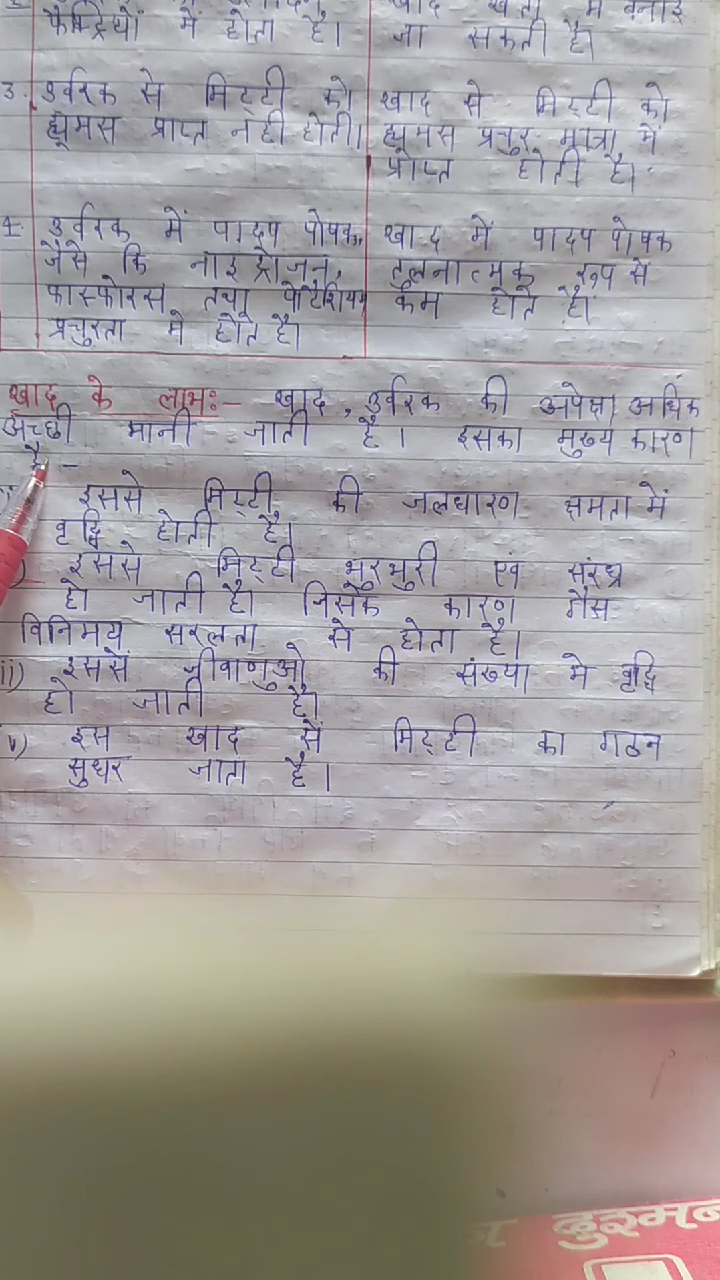 फैक्ट्रियों में होता है। जा सकती है।
3. उर्वरक से मिट्टी को खाद से मिट्टी को
ह्यूमस प्राप्त नही होती। ह्यूमस प्रचुर मात्रा में
प्राप्त होती है।
4. उर्वरक में पादप पोषक, खाद में पादप पोषक
जैसे कि नाइट्रोजन, तुलनात्मक रूप से
फास्फोरस तथा पोटैशियम कम होते है।
प्रचुरता मे होते है।
खाद के लाभः- खाद, उर्वरक की अपेक्षा अधिक
अच्छी मानी जाती है। इसका मुख्य कारण
है -
इससे मिट्टी की जलधारण क्षमता में
वृद्धि होती है।
इससे मिट्टी भुरभुरी एवं संरध्र
हो जाती है। जिसके कारण गैस
विनिमय सरलता से होता है।
ii) इससें जीवाणुओ की संख्या मे वृद्धि
हो जाती है।
v) इस खाद सें मिट्टी का गठन
सुधर जाता है।
दुश्मन